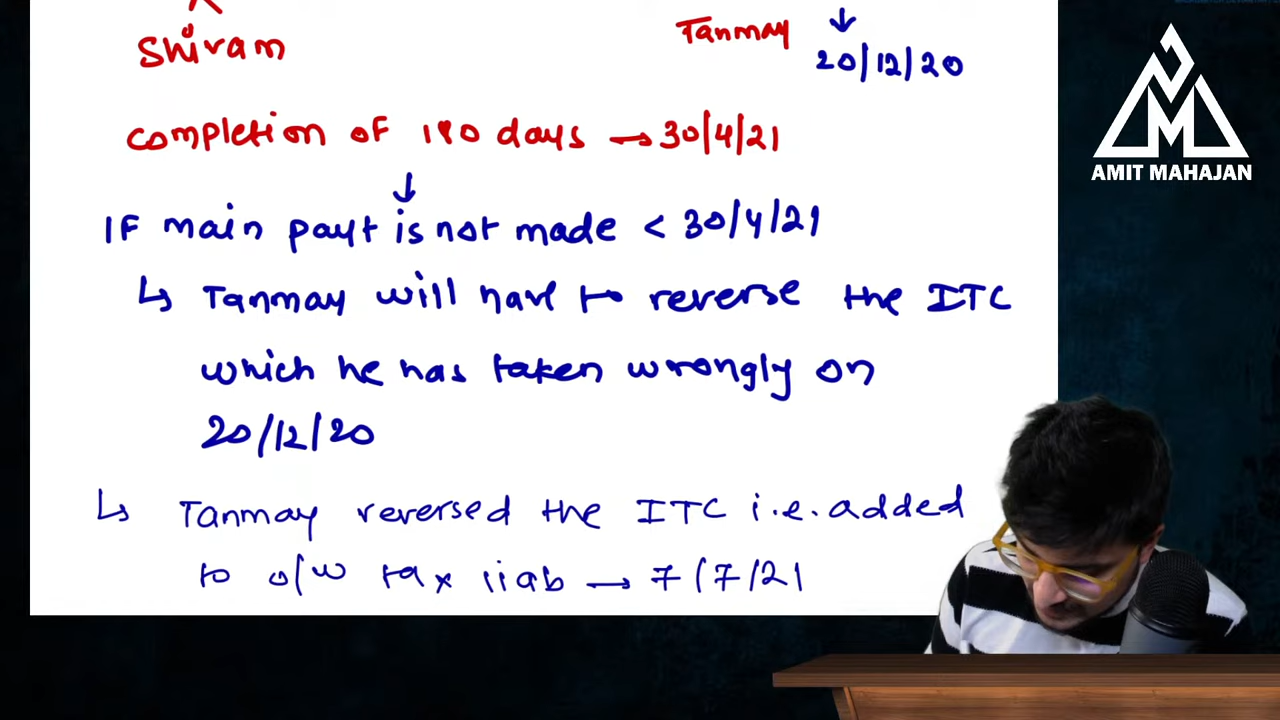 Shivam
Tanmay
20/12/20
completion of 180 days → 30/4/21
↓
IF main payt is not made < 30/4/21
↳ Tanmay will have to reverse the ITC
which he has taken wrongly on
20/12/20
↳ Tanmay reversed the ITC i.e. added
to o/w tax liab → 7/7/21
AMIT MAHAJAN